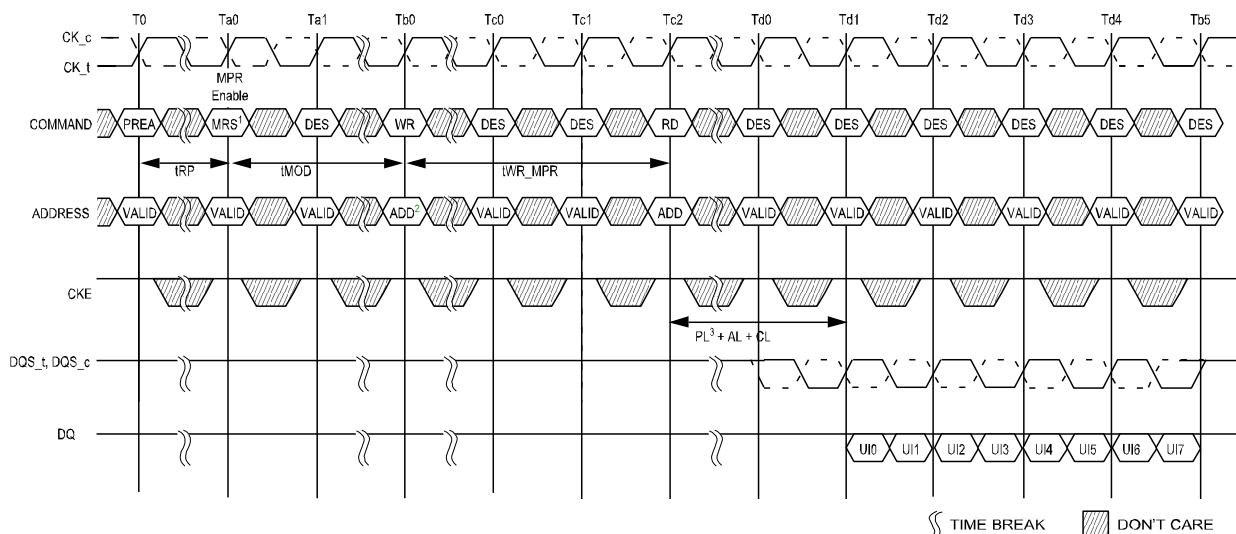 T0 Ta0 Ta1 Tb0 Tc0 Tc1 Tc2 Td0 Td1 Td2 Td3 Td4 Tb5
CK_c
CK_t
MPR
Enable
COMMAND PREA MRS1 DES WR DES DES RD DES DES DES DES DES DES
tRP tMOD tWR_MPR
ADDRESS VALID VALID VALID ADD2 VALID VALID ADD VALID VALID VALID VALID VALID VALID
CKE
PL3 + AL + CL
DQS_t, DQS_c
DQ UI0 UI1 UI2 UI3 UI4 UI5 UI6 UI7
TIME BREAK DON'T CARE